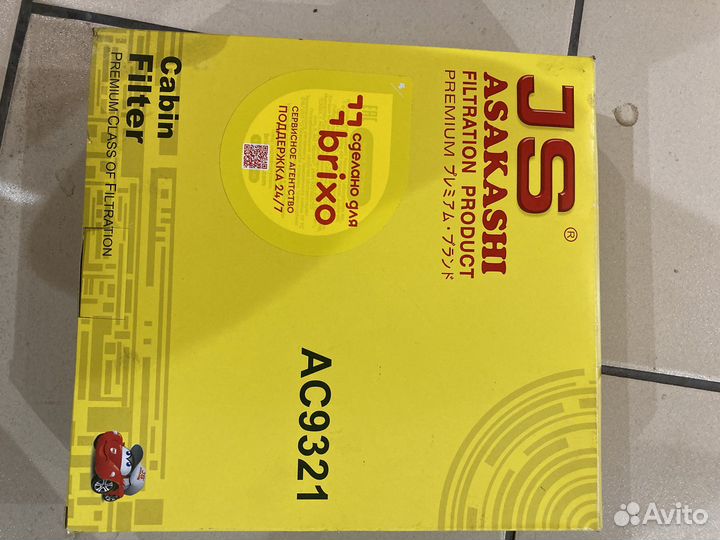 JS®
ASAKASHI
FILTRATION PRODUCT
PREMIUM プレミアム・ブランド
сделано для
brixo
СЕРВИСНОЕ АГЕНТСТВО
ПОДДЕРЖКА 24/7
Cabin
Filter
PREMIUM CLASS OF FILTRATION
AC9321
Avito